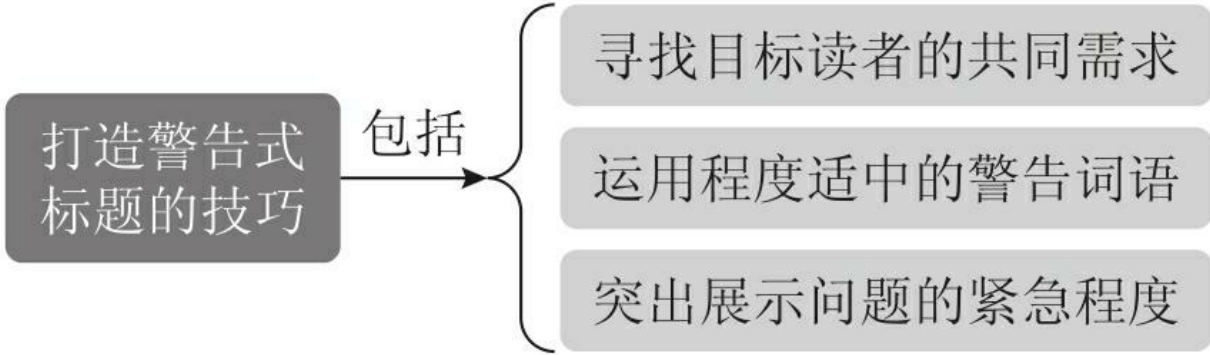 打造警告式
标题的技巧
包括
寻找目标读者的共同需求
运用程度适中的警告词语
突出展示问题的紧急程度